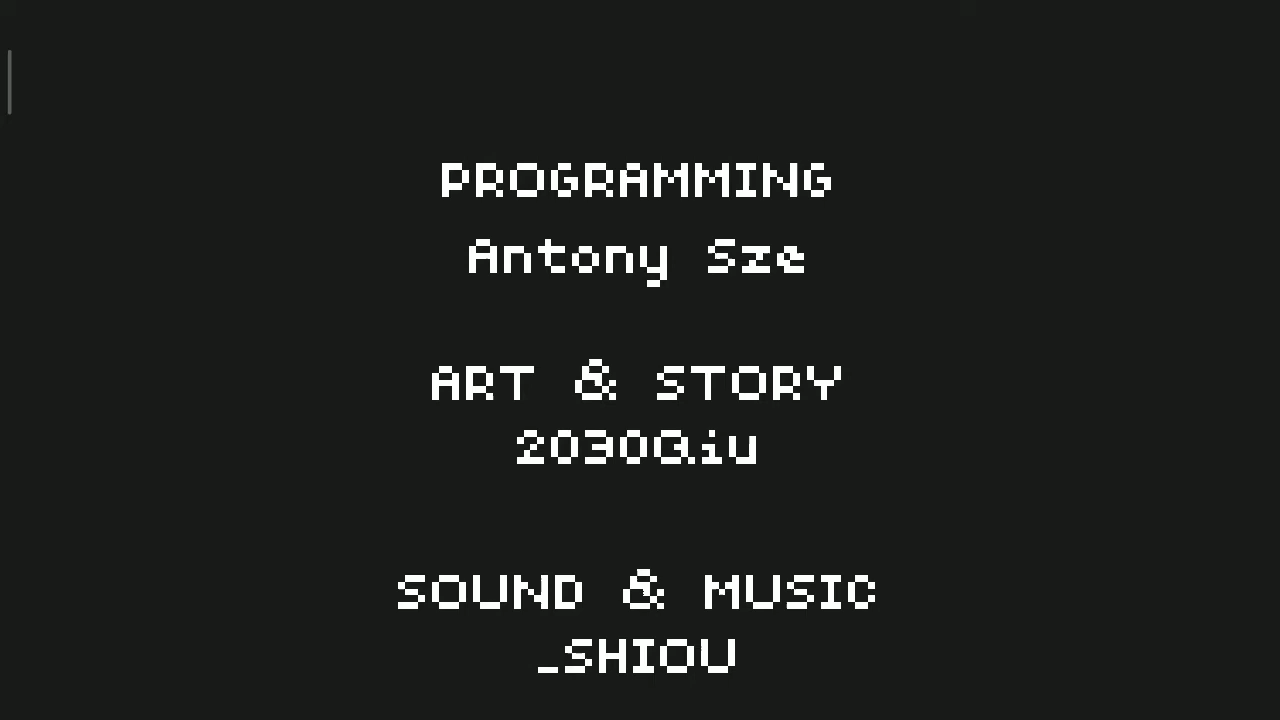 PROGRAMMING
Antony Sze
ART & STORY
2030Qiu
SOUND & MUSIC
_SHIOU